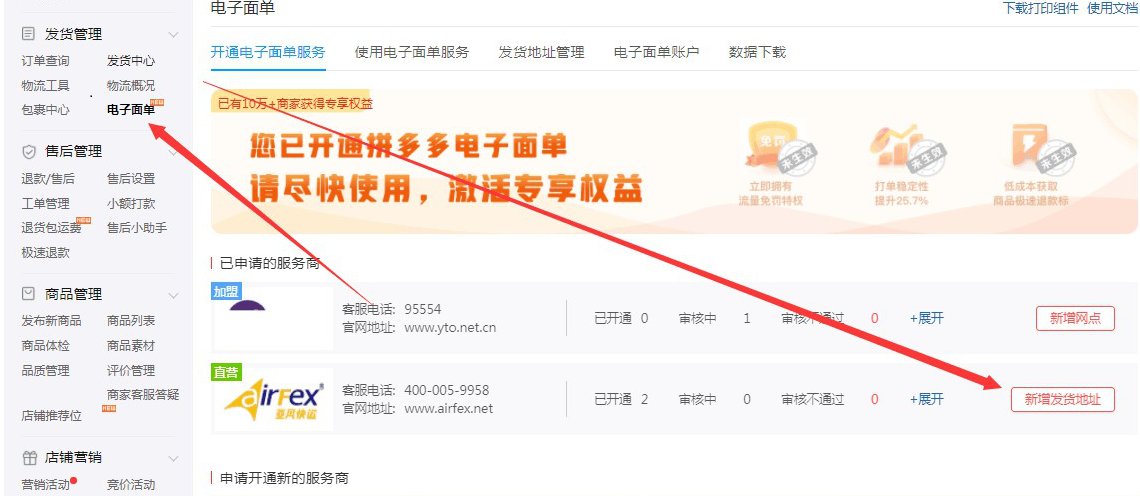 电子面单
下载打印组件 使用文档
发货管理
订单查询 发货中心
物流工具 物流概况
包裹中心 电子面单 NEW
售后管理
退款/售后 售后设置
工单管理 小额打款
退货包运费 NEW 售后小助手
极速退款
商品管理
发布新商品 商品列表
商品体检 商品素材
品质管理 评价管理
商家客服答疑
店铺推荐位 NEW
店铺营销
营销活动 竞价活动
开通电子面单服务 使用电子面单服务 发货地址管理 电子面单账户 数据下载
已有10万+商家获得专享权益
您已开通拼多多电子面单
请尽快使用，激活专享权益
免罚 未生效 未生效 未生效
立即拥有 打单稳定性 低成本获取
流量免罚特权 提升25.7% 商品极速退款标
已申请的服务商
加盟
客服电话: 95554
官网地址: www.yto.net.cn
已开通 0 审核中 1 审核不通过 0 +展开 新增网点
直营
airFex 亚风快运
客服电话: 400-005-9958
官网地址: www.airfex.net
已开通 2 审核中 0 审核不通过 0 +展开 新增发货地址
申请开通新的服务商